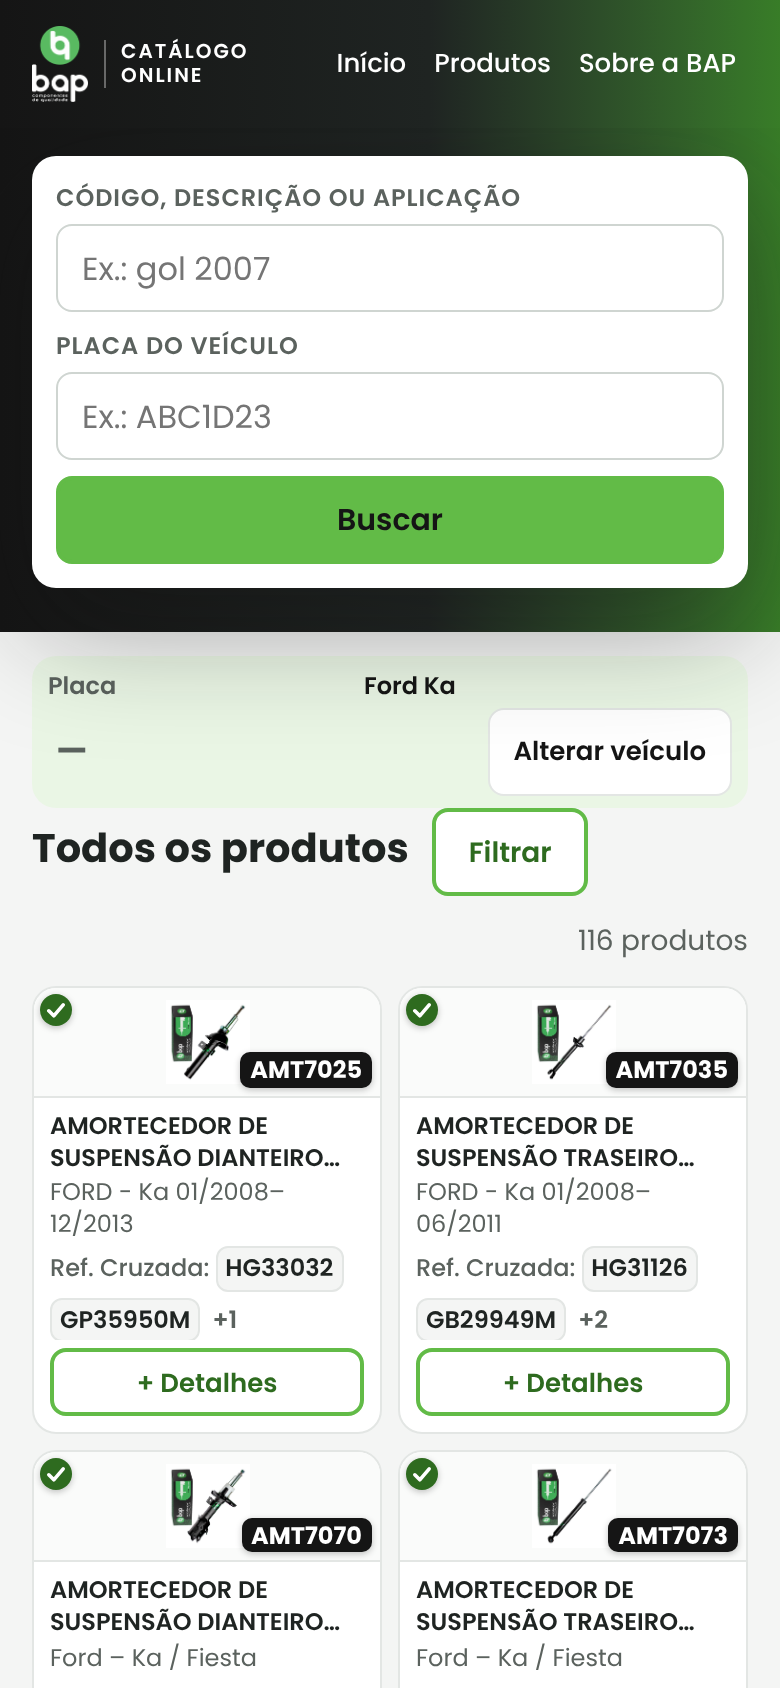 bap
componentes
de qualidade
CATÁLOGO
ONLINE
Início
Produtos
Sobre a BAP
CÓDIGO, DESCRIÇÃO OU APLICAÇÃO
Ex.: gol 2007
PLACA DO VEÍCULO
Ex.: ABC1D23
Buscar
Placa
Ford Ka
—
Alterar veículo
Todos os produtos
Filtrar
116 produtos
AMT7025
AMORTECEDOR DE
SUSPENSÃO DIANTEIRO...
FORD - Ka 01/2008–
12/2013
Ref. Cruzada: HG33032
GP35950M +1
+ Detalhes
AMT7035
AMORTECEDOR DE
SUSPENSÃO TRASEIRO...
FORD - Ka 01/2008–
06/2011
Ref. Cruzada: HG31126
GB29949M +2
+ Detalhes
AMT7070
AMORTECEDOR DE
SUSPENSÃO DIANTEIRO...
Ford – Ka / Fiesta
AMT7073
AMORTECEDOR DE
SUSPENSÃO TRASEIRO...
Ford – Ka / Fiesta